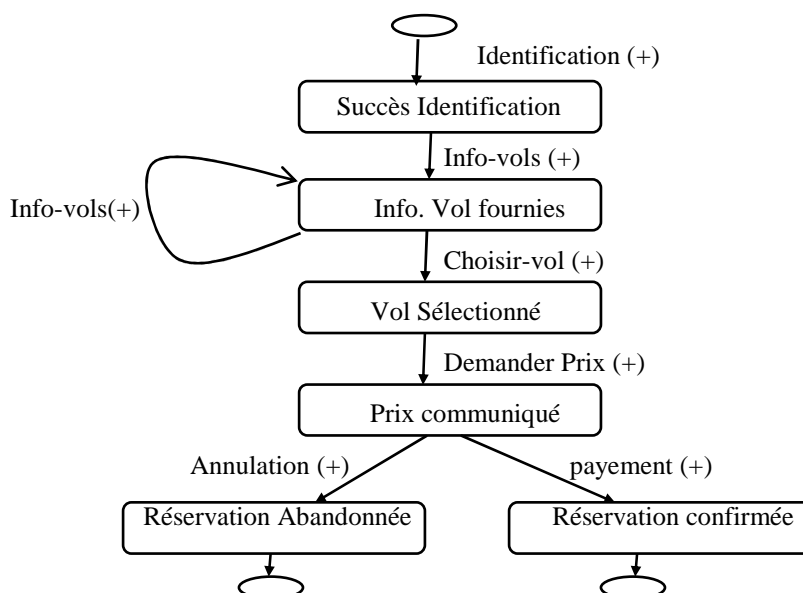 Identification (+)
Succès Identification
Info-vols (+)
Info-vols(+)
Info. Vol fournies
Choisir-vol (+)
Vol Sélectionné
Demander Prix (+)
Prix communiqué
Annulation (+)
payement (+)
Réservation Abandonnée
Réservation confirmée